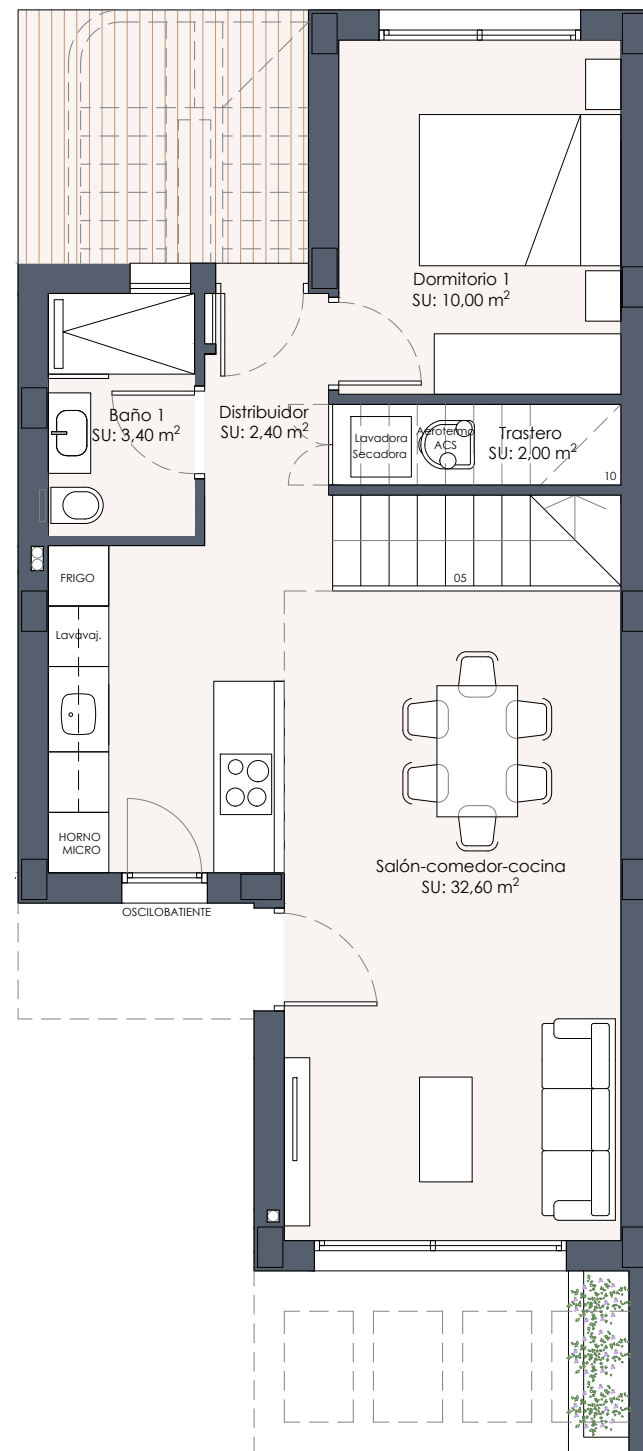 Dormitorio 1
SU: 10,00 m²
Baño 1
SU: 3,40 m²
Distribuidor
SU: 2,40 m²
Lavadora
Secadora
Aerotermo
ACS
Trastero
SU: 2,00 m²
10
05
FRIGO
Lavavaj.
HORNO
MICRO
OSCILOBATIENTE
Salón-comedor-cocina
SU: 32,60 m²